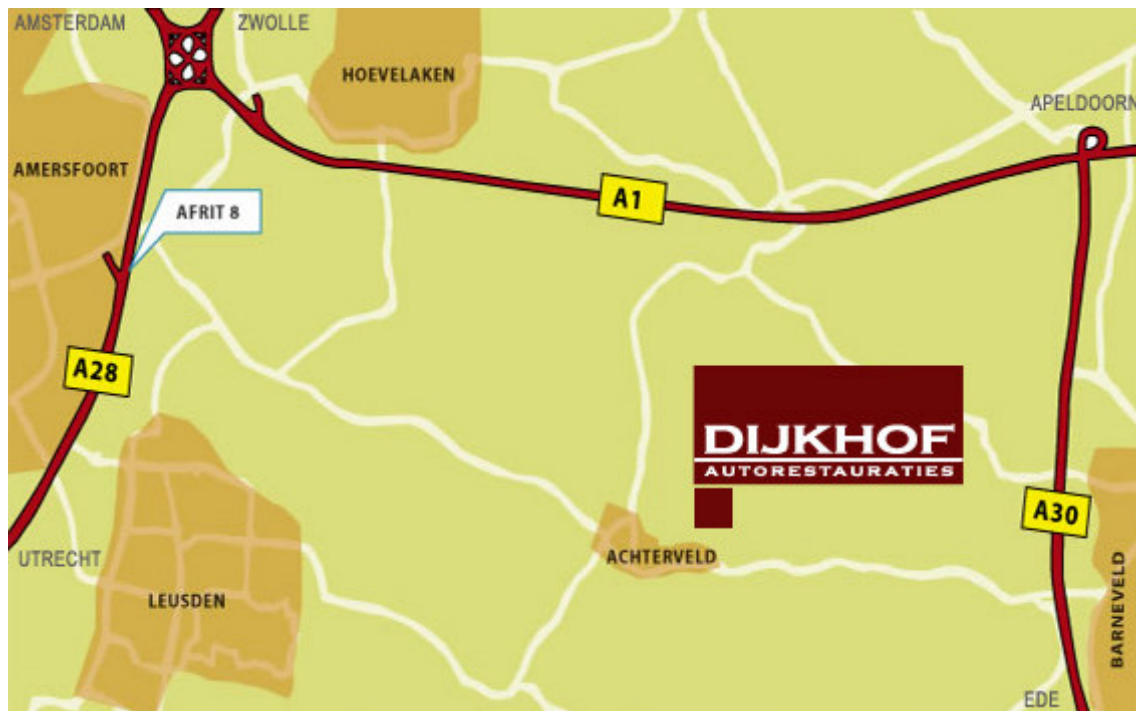 AMSTERDAM
ZWOLLE
HOEVELAKEN
APELDOORN
AMERSFOORT
A1
AFRIT 8
A28
DIJKHOF
AUTORESTAURATIES
A30
UTRECHT
ACHTERVELD
LEUSDEN
BARNEVELD
EDE